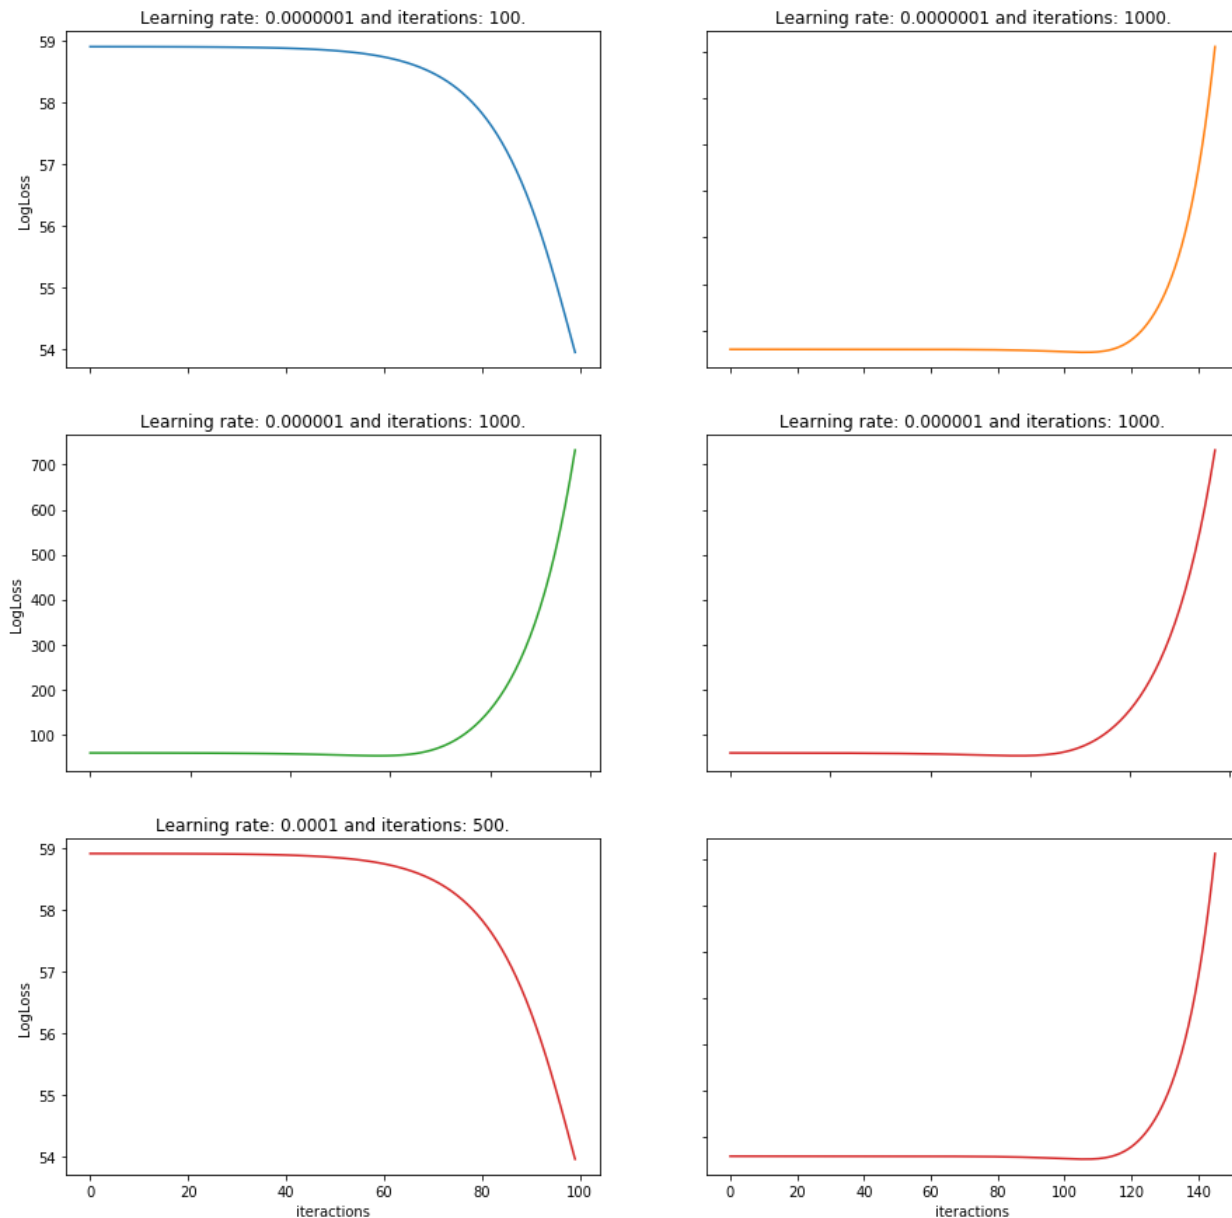 Learning rate: 0.0000001 and iterations: 100.
Learning rate: 0.0000001 and iterations: 1000.
59
58
57
56
55
54
LogLoss
Learning rate: 0.000001 and iterations: 1000.
Learning rate: 0.000001 and iterations: 1000.
700
600
500
400
300
200
100
LogLoss
Learning rate: 0.0001 and iterations: 500.
59
58
57
56
55
54
LogLoss
0 20 40 60 80 100
iteractions
0 20 40 60 80 100 120 140
iteractions